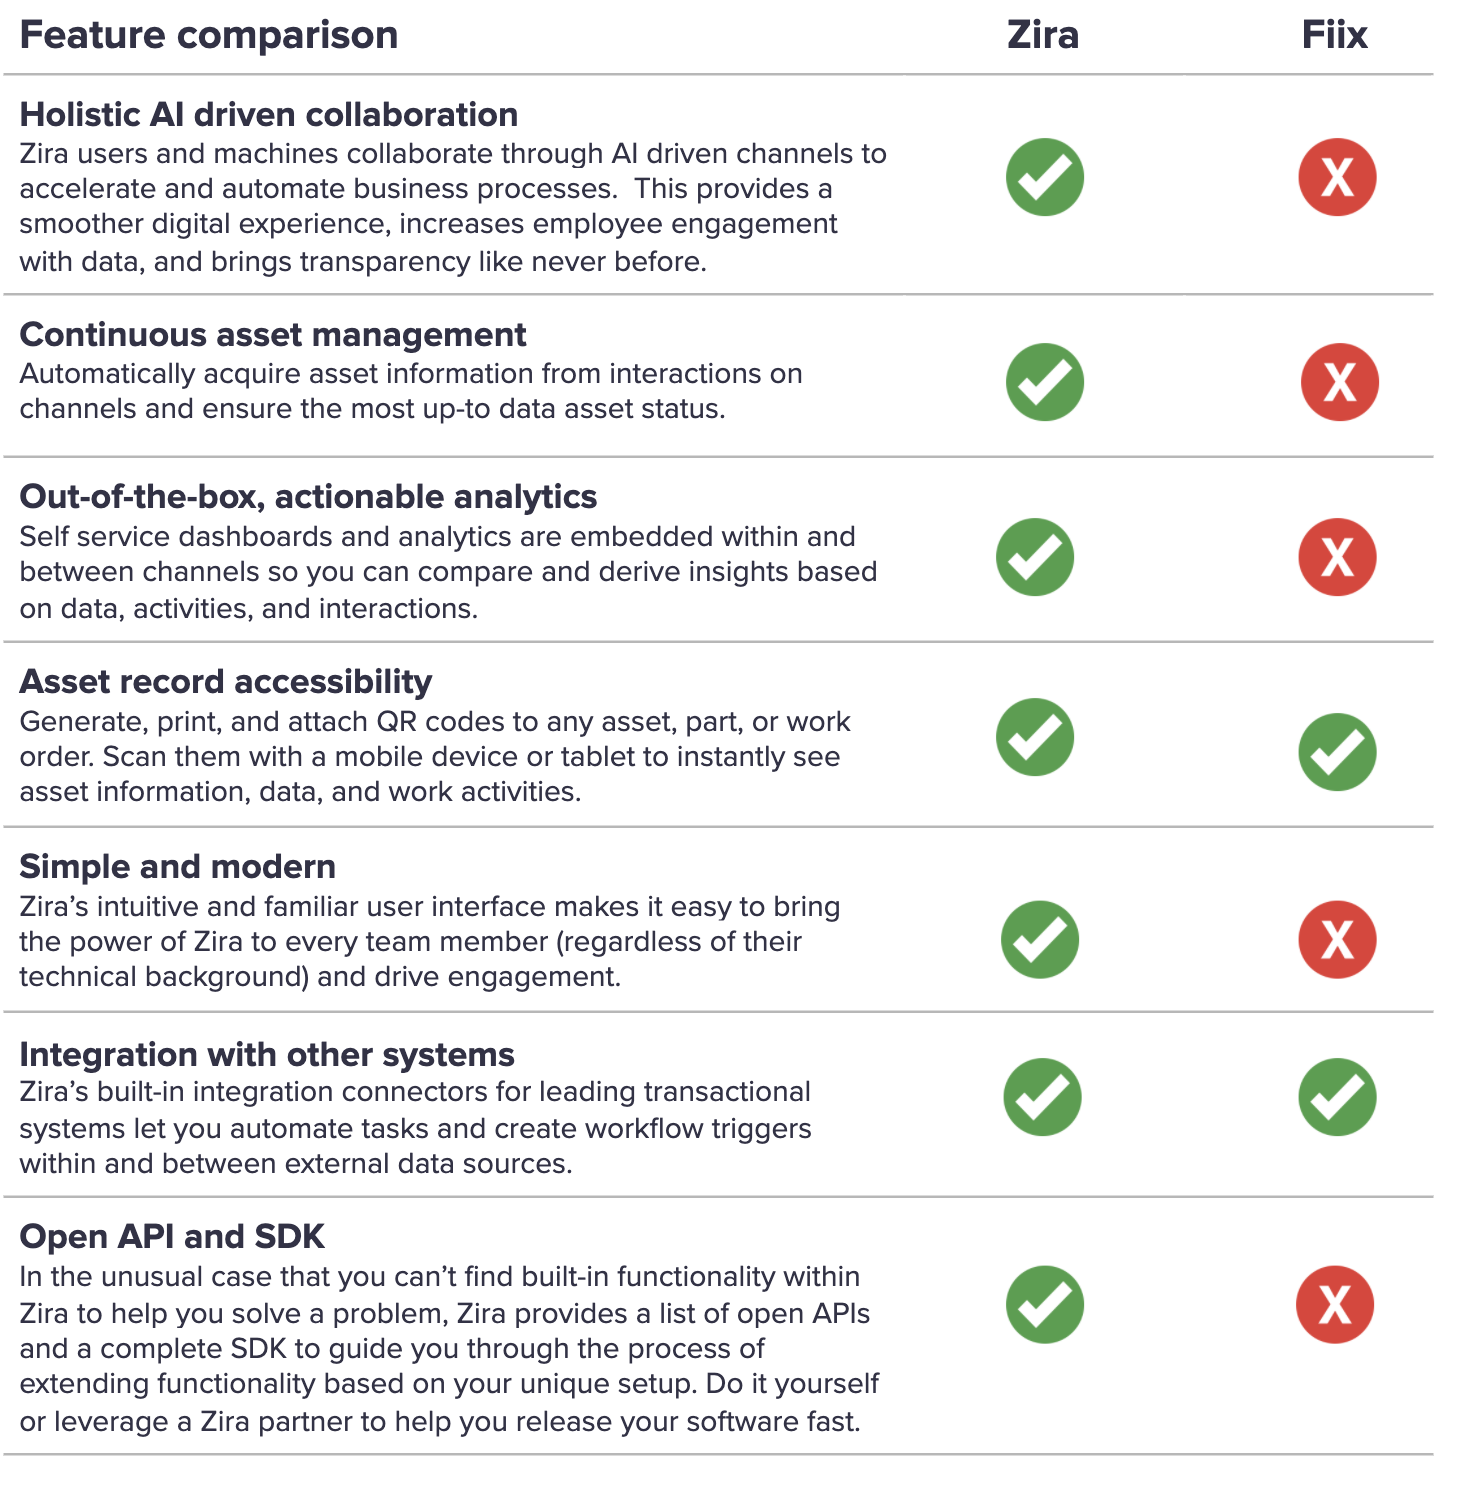 Feature comparison Zira Fiix
Holistic AI driven collaboration
Zira users and machines collaborate through AI driven channels to
accelerate and automate business processes.  This provides a
smoother digital experience, increases employee engagement
with data, and brings transparency like never before.
X
Continuous asset management
Automatically acquire asset information from interactions on
channels and ensure the most up-to data asset status.
X
Out-of-the-box, actionable analytics
Self service dashboards and analytics are embedded within and
between channels so you can compare and derive insights based
on data, activities, and interactions.
X
Asset record accessibility
Generate, print, and attach QR codes to any asset, part, or work
order. Scan them with a mobile device or tablet to instantly see
asset information, data, and work activities.
Simple and modern
Zira’s intuitive and familiar user interface makes it easy to bring
the power of Zira to every team member (regardless of their
technical background) and drive engagement.
X
Integration with other systems
Zira’s built-in integration connectors for leading transactional
systems let you automate tasks and create workflow triggers
within and between external data sources.
Open API and SDK
In the unusual case that you can’t find built-in functionality within
Zira to help you solve a problem, Zira provides a list of open APIs
and a complete SDK to guide you through the process of
extending functionality based on your unique setup. Do it yourself
or leverage a Zira partner to help you release your software fast.
X